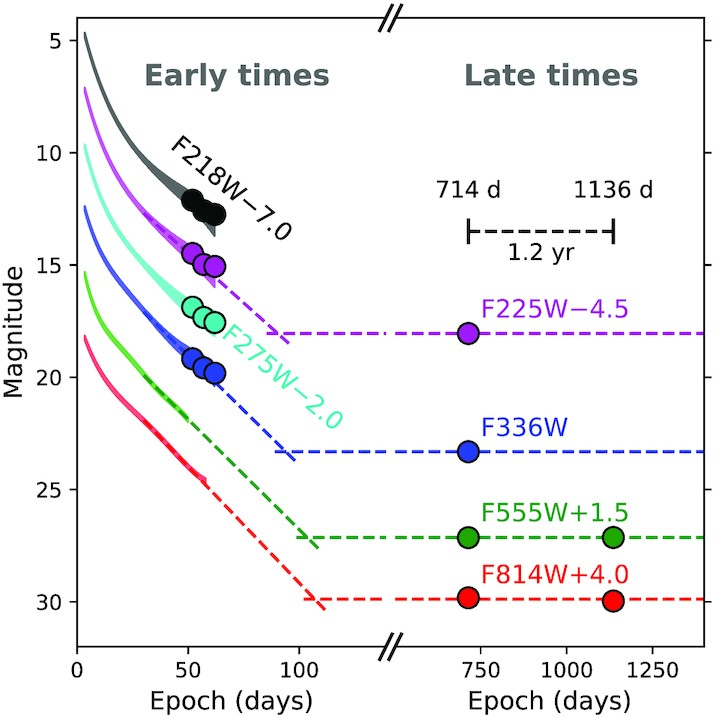 Early times
Late times
5
10
15
20
25
30
Magnitude
F218W−7.0
F275W−2.0
714 d
1136 d
1.2 yr
F225W−4.5
F336W
F555W+1.5
F814W+4.0
0
50
100
750
1000
1250
Epoch (days)
Epoch (days)